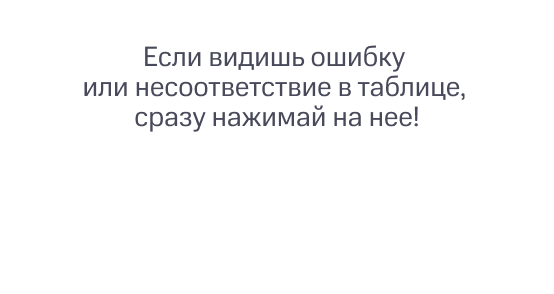 Если видишь ошибку
или несоответствие в таблице,
сразу нажимай на нее!